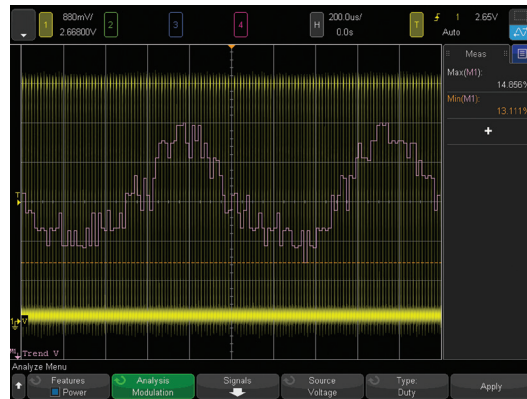 1
880mV/
2.66800V
2
3
4
H
200.0us/
0.0s
T
1
2.65V
Auto
Meas
Max(M1):
14.856%
Min(M1):
13.111%
+
T
1
V
Trend V
Analyze Menu
Features
Power
Analysis
Modulation
Signals
Source
Voltage
Type:
Duty
Apply